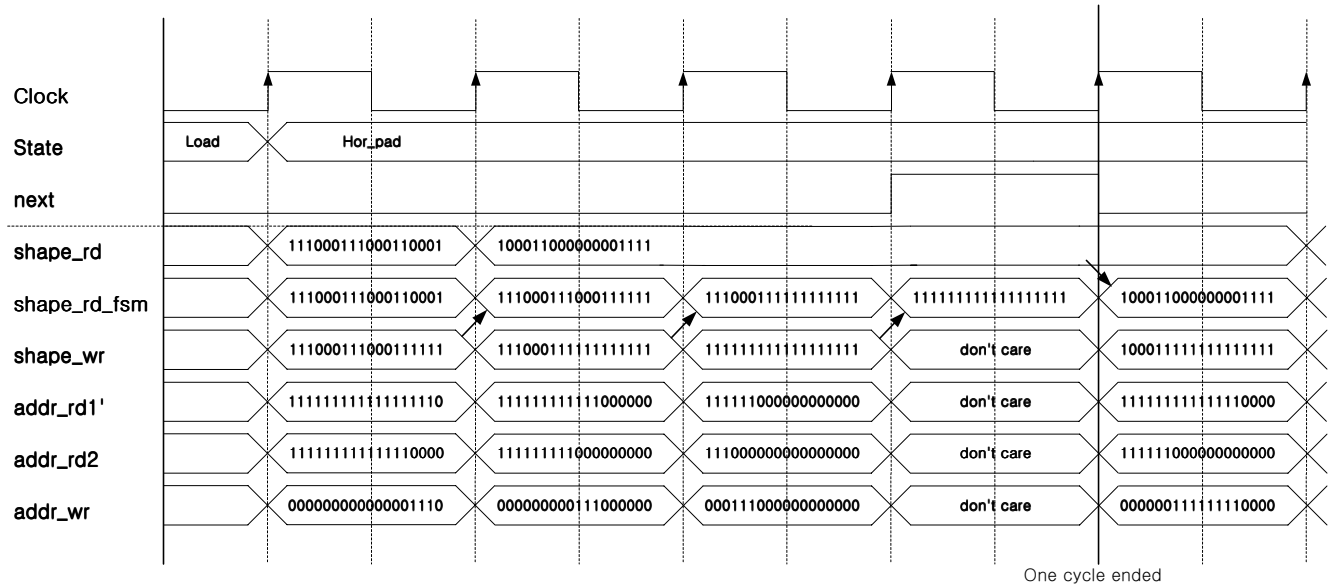 Clock
State Load Hor_pad
next
shape_rd 111000111000110001 100011000000001111
shape_rd_fsm 111000111000110001 111000111000111111 111000111111111111 111111111111111111 100011000000001111
shape_wr 111000111000111111 111000111111111111 111111111111111111 don't care 100011111111111111
addr_rd1' 111111111111111110 111111111111000000 111111000000000000 don't care 111111111111110000
addr_rd2 111111111111110000 111111111000000000 111000000000000000 don't care 111111000000000000
addr_wr 000000000000001110 000000000111000000 000111000000000000 don't care 000000111111110000
One cycle ended